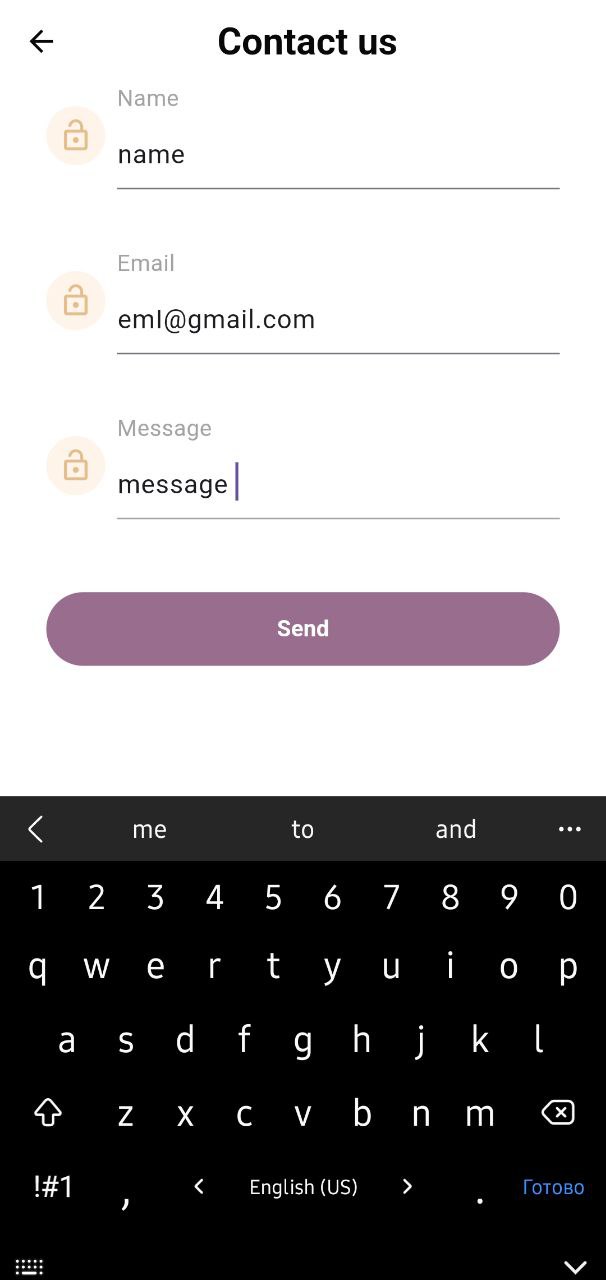 Contact us
Name
name
Email
eml@gmail.com
Message
message
Send
me to and
1 2 3 4 5 6 7 8 9 0
q w e r t y u i o p
a s d f g h j k l
z x c v b n m
!#1 , < English (US) > . Готово